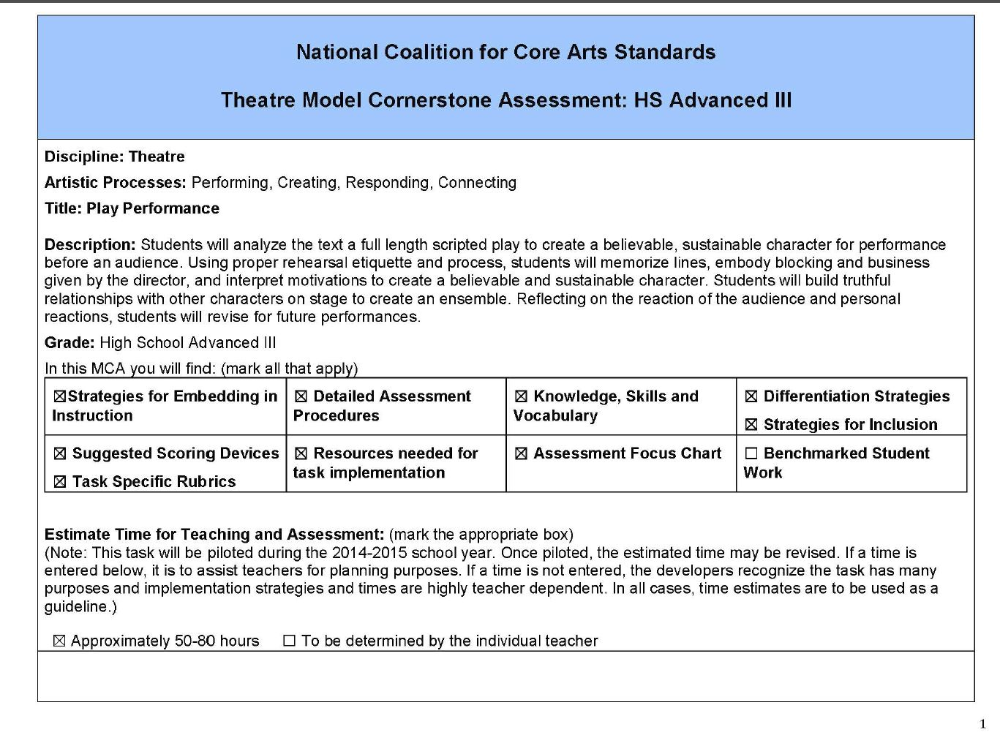 National Coalition for Core Arts Standards
Theatre Model Cornerstone Assessment: HS Advanced III
Discipline: Theatre
Artistic Processes: Performing, Creating, Responding, Connecting
Title: Play Performance
Description: Students will analyze the text a full length scripted play to create a believable, sustainable character for performance
before an audience. Using proper rehearsal etiquette and process, students will memorize lines, embody blocking and business
given by the director, and interpret motivations to create a believable and sustainable character. Students will build truthful
relationships with other characters on stage to create an ensemble. Reflecting on the reaction of the audience and personal
reactions, students will revise for future performances.
Grade: High School Advanced III
In this MCA you will find: (mark all that apply)
☒Strategies for Embedding in
Instruction
☒ Detailed Assessment
Procedures
☒ Knowledge, Skills and
Vocabulary
☒ Differentiation Strategies
☒ Strategies for Inclusion
☒ Suggested Scoring Devices
☒ Task Specific Rubrics
☒ Resources needed for
task implementation
☒ Assessment Focus Chart
☐ Benchmarked Student
Work
Estimate Time for Teaching and Assessment: (mark the appropriate box)
(Note: This task will be piloted during the 2014-2015 school year. Once piloted, the estimated time may be revised. If a time is
entered below, it is to assist teachers for planning purposes. If a time is not entered, the developers recognize the task has many
purposes and implementation strategies and times are highly teacher dependent. In all cases, time estimates are to be used as a
guideline.)
☒ Approximately 50-80 hours ☐ To be determined by the individual teacher
1